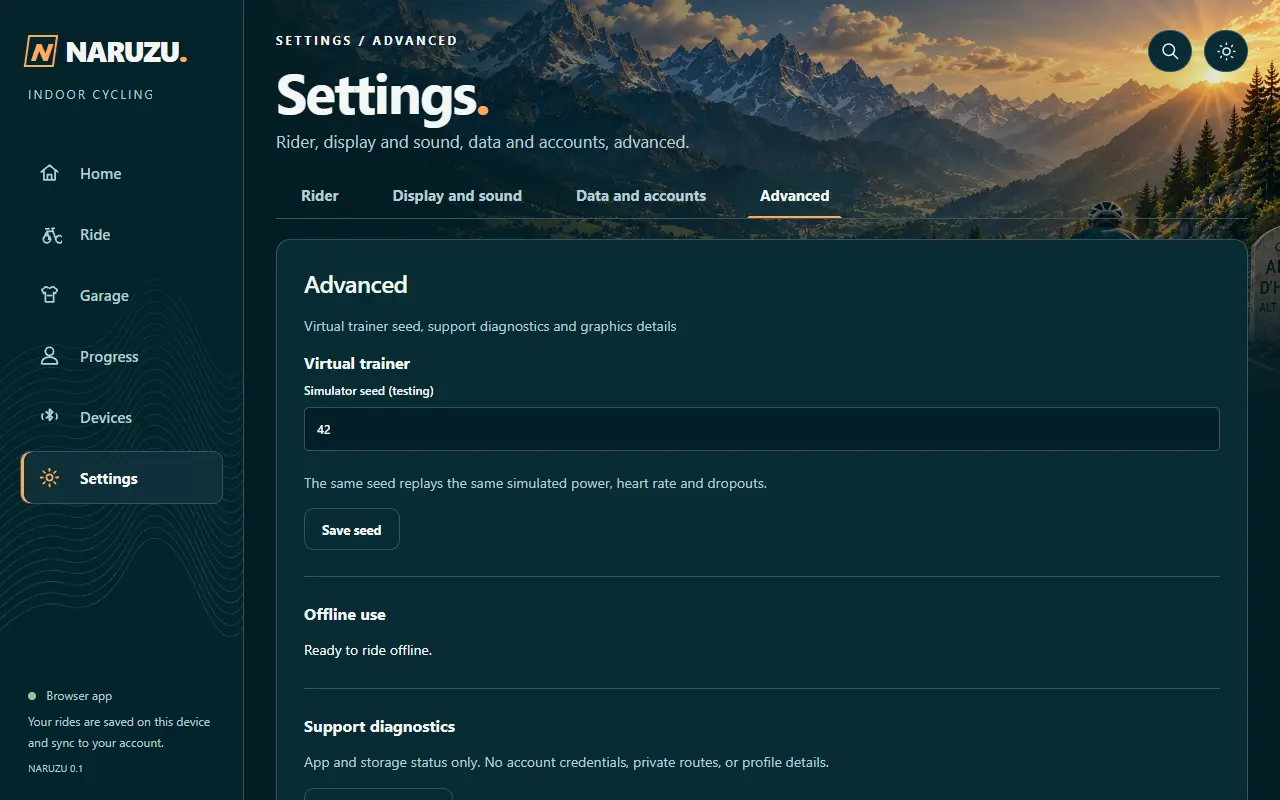 N NARUZU.
INDOOR CYCLING
Home
Ride
Garage
Progress
Devices
Settings
Browser app
Your rides are saved on this device
and sync to your account.
NARUZU 0.1
SETTINGS / ADVANCED
Settings.
Rider, display and sound, data and accounts, advanced.
Rider
Display and sound
Data and accounts
Advanced
Advanced
Virtual trainer seed, support diagnostics and graphics details
Virtual trainer
Simulator seed (testing)
42
The same seed replays the same simulated power, heart rate and dropouts.
Save seed
Offline use
Ready to ride offline.
Support diagnostics
App and storage status only. No account credentials, private routes, or profile details.
D'H
ALT